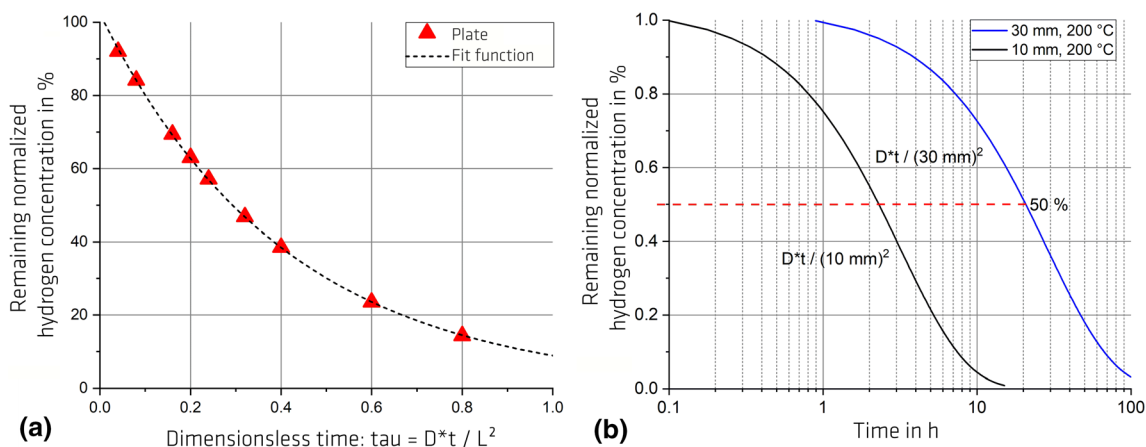 Remaining normalized
hydrogen concentration in %
100
80
60
40
20
0
0.0
0.2
0.4
0.6
0.8
1.0
Plate
Fit function
Dimensionless time: tau = D*t / L²
(a)
Remaining normalized
hydrogen concentration in %
1.0
0.8
0.6
0.4
0.2
0.0
0.1
1
10
100
30 mm, 200 °C
10 mm, 200 °C
D*t / (30 mm)²
50 %
D*t / (10 mm)²
Time in h
(b)